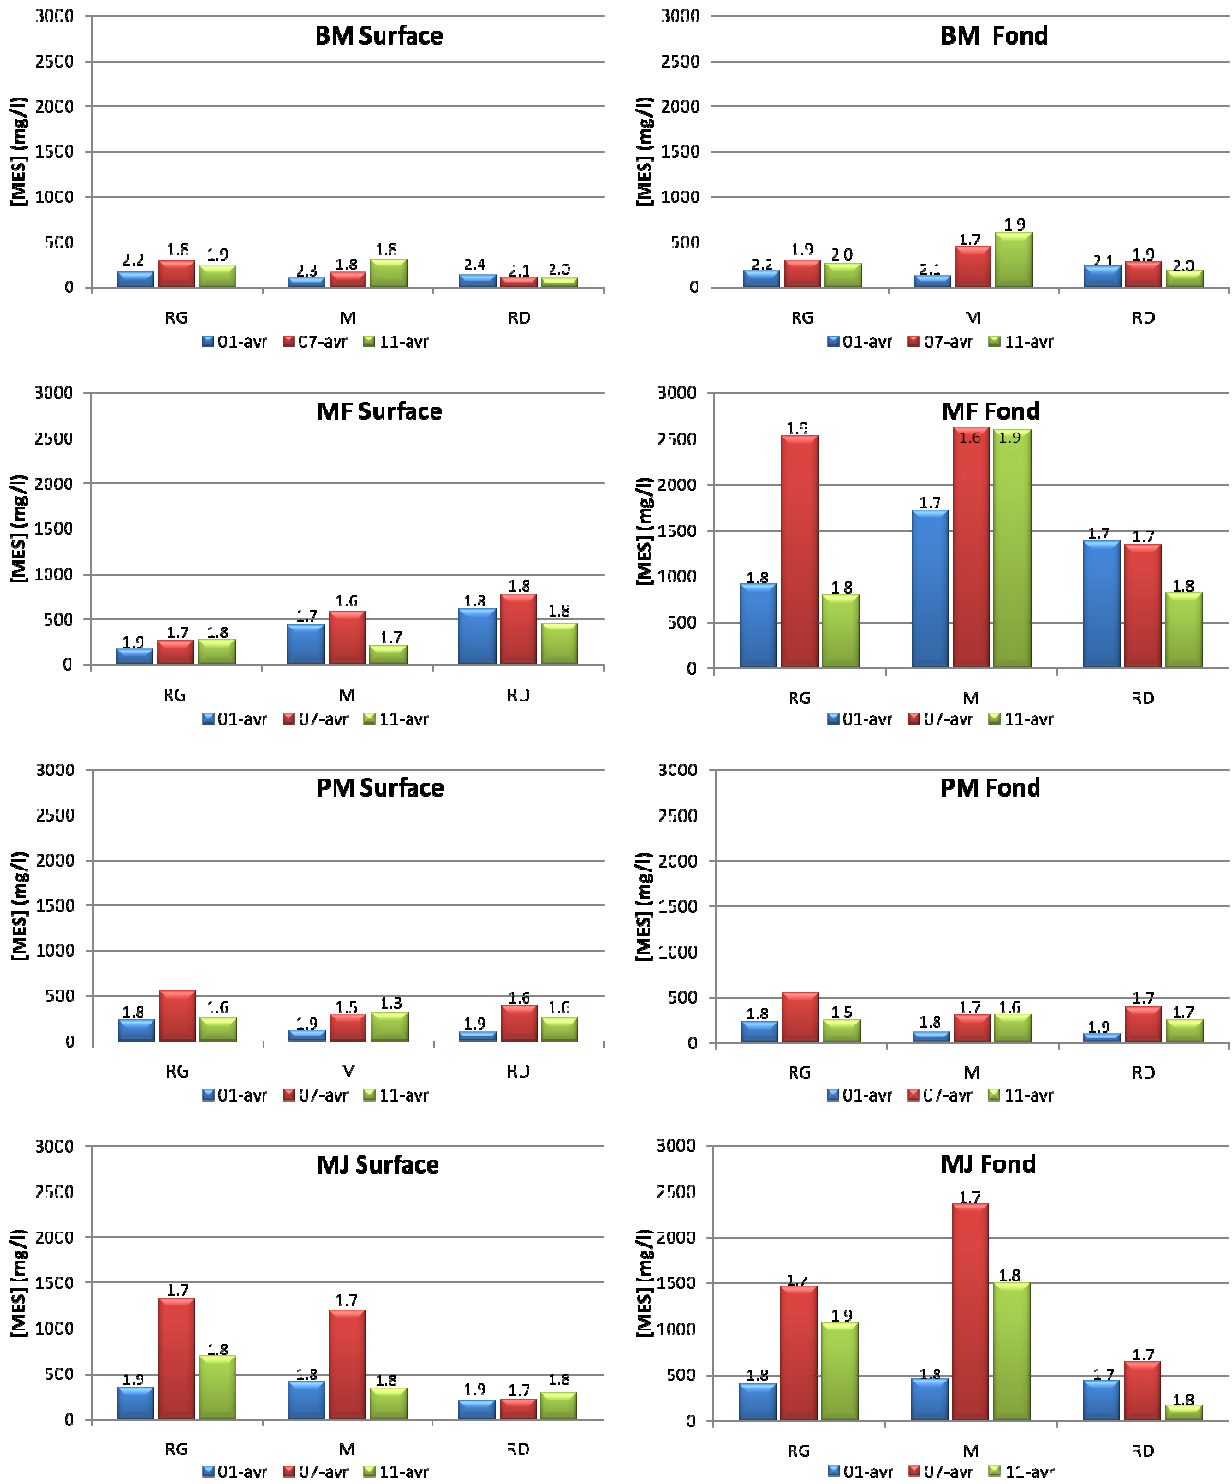 BM Surface
[MES] (mg/l)
3000
2500
2000
1500
1000
500
0
2.2 1.8 1.9 2.3 1.8 1.8 2.4 2.1 2.0
RG M RD
01-avr 07-avr 11-avr
BM Fond
[MES] (mg/l)
3000
2500
2000
1500
1000
500
0
2.2 1.9 2.0 2.1 1.7 1.9 2.1 1.9 2.0
RG M RD
01-avr 07-avr 11-avr
MF Surface
[MES] (mg/l)
3000
2500
2000
1500
1000
500
0
1.9 1.7 1.8 1.7 1.6 1.7 1.8 1.8 1.8
RG M RD
01-avr 07-avr 11-avr
MF Fond
[MES] (mg/l)
3000
2500
2000
1500
1000
500
0
1.8 1.8 1.7 1.6 1.9 1.7 1.7 1.8
RG M RD
01-avr 07-avr 11-avr
PM Surface
[MES] (mg/l)
3000
2500
2000
1500
1000
500
0
1.8 1.6 1.9 1.5 1.3 1.9 1.6 1.6
RG M RD
01-avr 07-avr 11-avr
PM Fond
[MES] (mg/l)
3000
2500
2000
1500
1000
500
0
1.8 1.5 1.8 1.7 1.6 1.9 1.7 1.7
RG M RD
01-avr 07-avr 11-avr
MJ Surface
[MES] (mg/l)
3000
2500
2000
1500
1000
500
0
1.9 1.7 1.8 1.8 1.7 1.8 1.9 1.7 1.8
RG M RD
01-avr 07-avr 11-avr
MJ Fond
[MES] (mg/l)
3000
2500
2000
1500
1000
500
0
1.8 1.7 1.9 1.8 1.7 1.8 1.7 1.7 1.8
RG M RD
01-avr 07-avr 11-avr